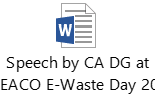 W
Speech by CA DG at
EACO E-Waste Day 20